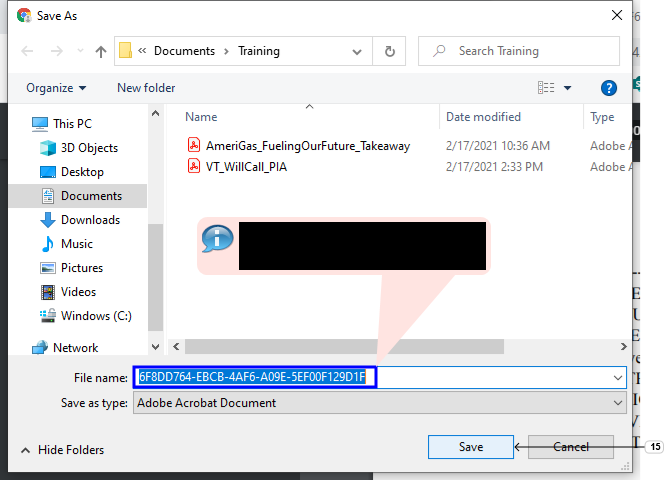 Save As
« Documents > Training
Search Training
Organize
New folder
?
Name
Date modified
Type
This PC
3D Objects
Desktop
Documents
Downloads
Music
Pictures
Videos
Windows (C:)
Network
AmeriGas_FuelingOurFuture_Takeaway 2/17/2021 10:36 AM Adobe A
VT_WillCall_PIA 2/17/2021 2:33 PM Adobe A
File name: 6F8DD764-EBCB-4AF6-A09E-5EF00F129D1F
Save as type: Adobe Acrobat Document
Hide Folders
Save
Cancel
15